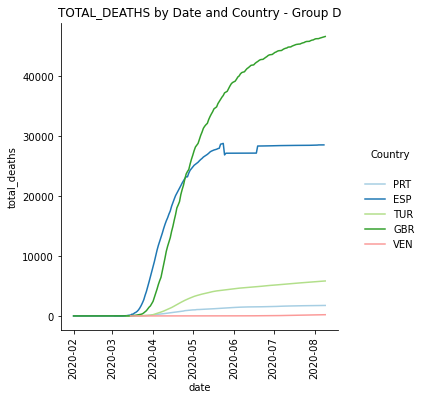 TOTAL_DEATHS by Date and Country - Group D
total_deaths
40000
30000
20000
10000
0
2020-02
2020-03
2020-04
2020-05
2020-06
2020-07
2020-08
date
Country
PRT
ESP
TUR
GBR
VEN